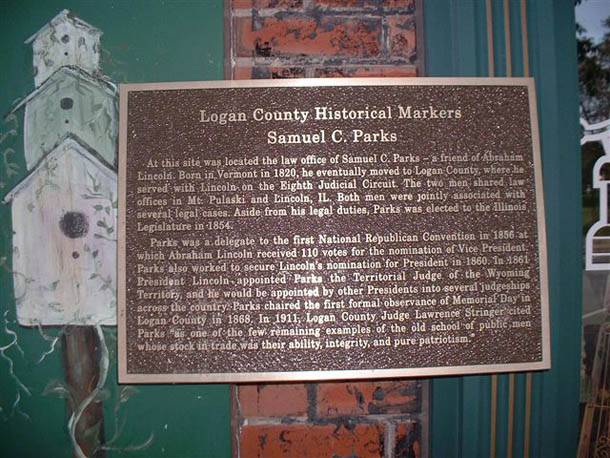 Logan County Historical Markers
Samuel C. Parks
At this site was located the law office of Samuel C. Parks – a friend of Abraham
Lincoln. Born in Vermont in 1820, he eventually moved to Logan County, where he
served with Lincoln on the Eighth Judicial Circuit. The two men shared law
offices in Mt. Pulaski and Lincoln, IL. Both men were jointly associated with
several legal cases. Aside from his legal duties, Parks was elected to the Illinois
Legislature in 1854.
Parks was a delegate to the first National Republican Convention in 1856 at
which Abraham Lincoln received 110 votes for the nomination of Vice President.
Parks also worked to secure Lincoln's nomination for President in 1860. In 1861
President Lincoln appointed Parks the Territorial Judge of the Wyoming
Territory, and he would be appointed by other Presidents into several judgeships
across the country. Parks chaired the first formal observance of Memorial Day in
Logan County in 1868. In 1911, Logan County Judge Lawrence Stringer cited
Parks "as one of the few remaining examples of the old school of public men
whose stock in trade was their ability, integrity, and pure patriotism."